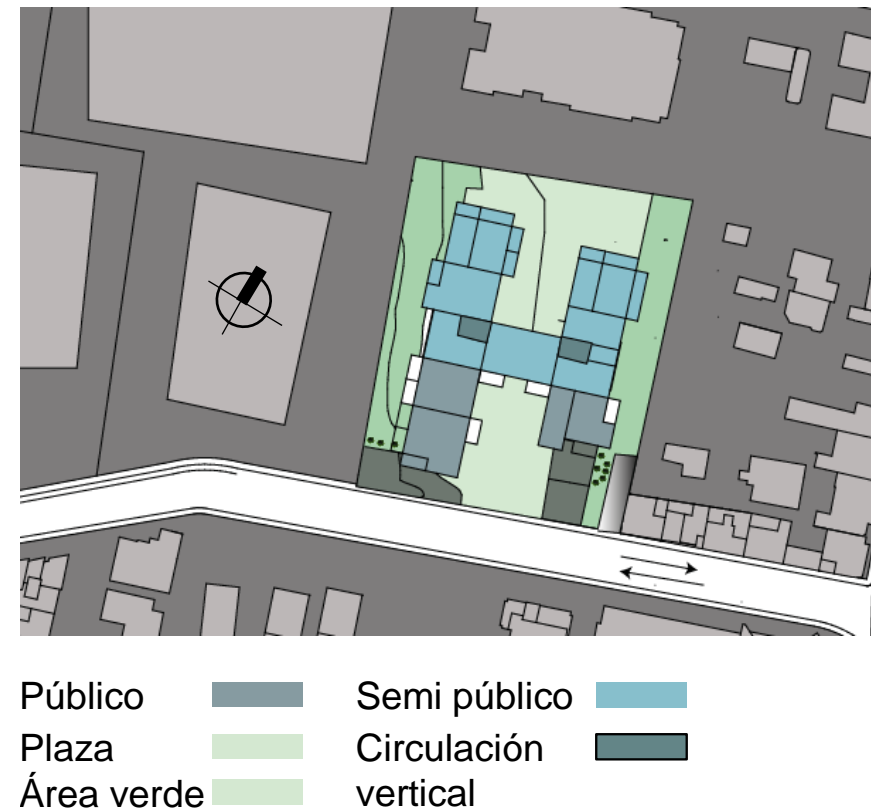 Público
Semi público
Plaza
Circulación
vertical
Área verde